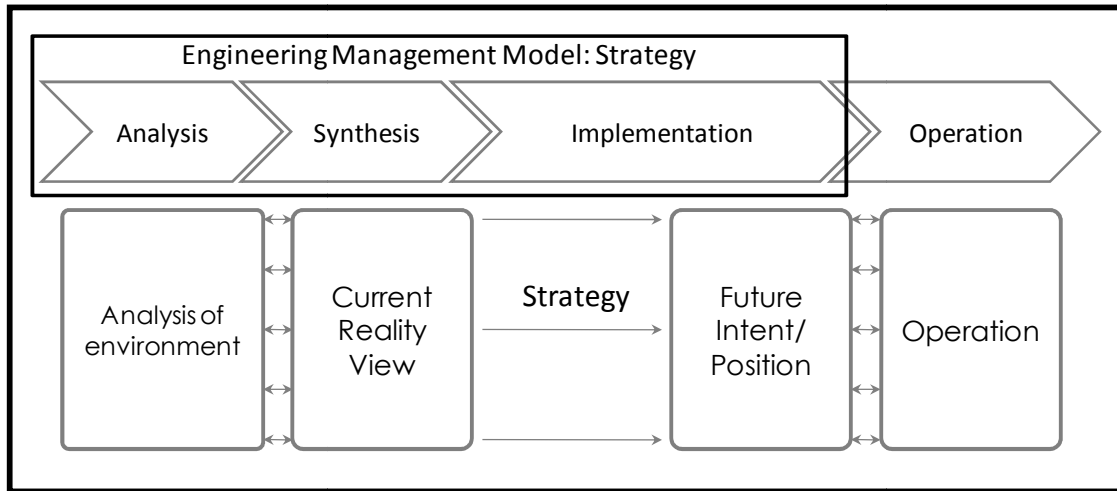 Engineering Management Model: Strategy
Analysis
Synthesis
Implementation
Operation
Analysis of
environment
Current
Reality
View
Strategy
Future
Intent/
Position
Operation